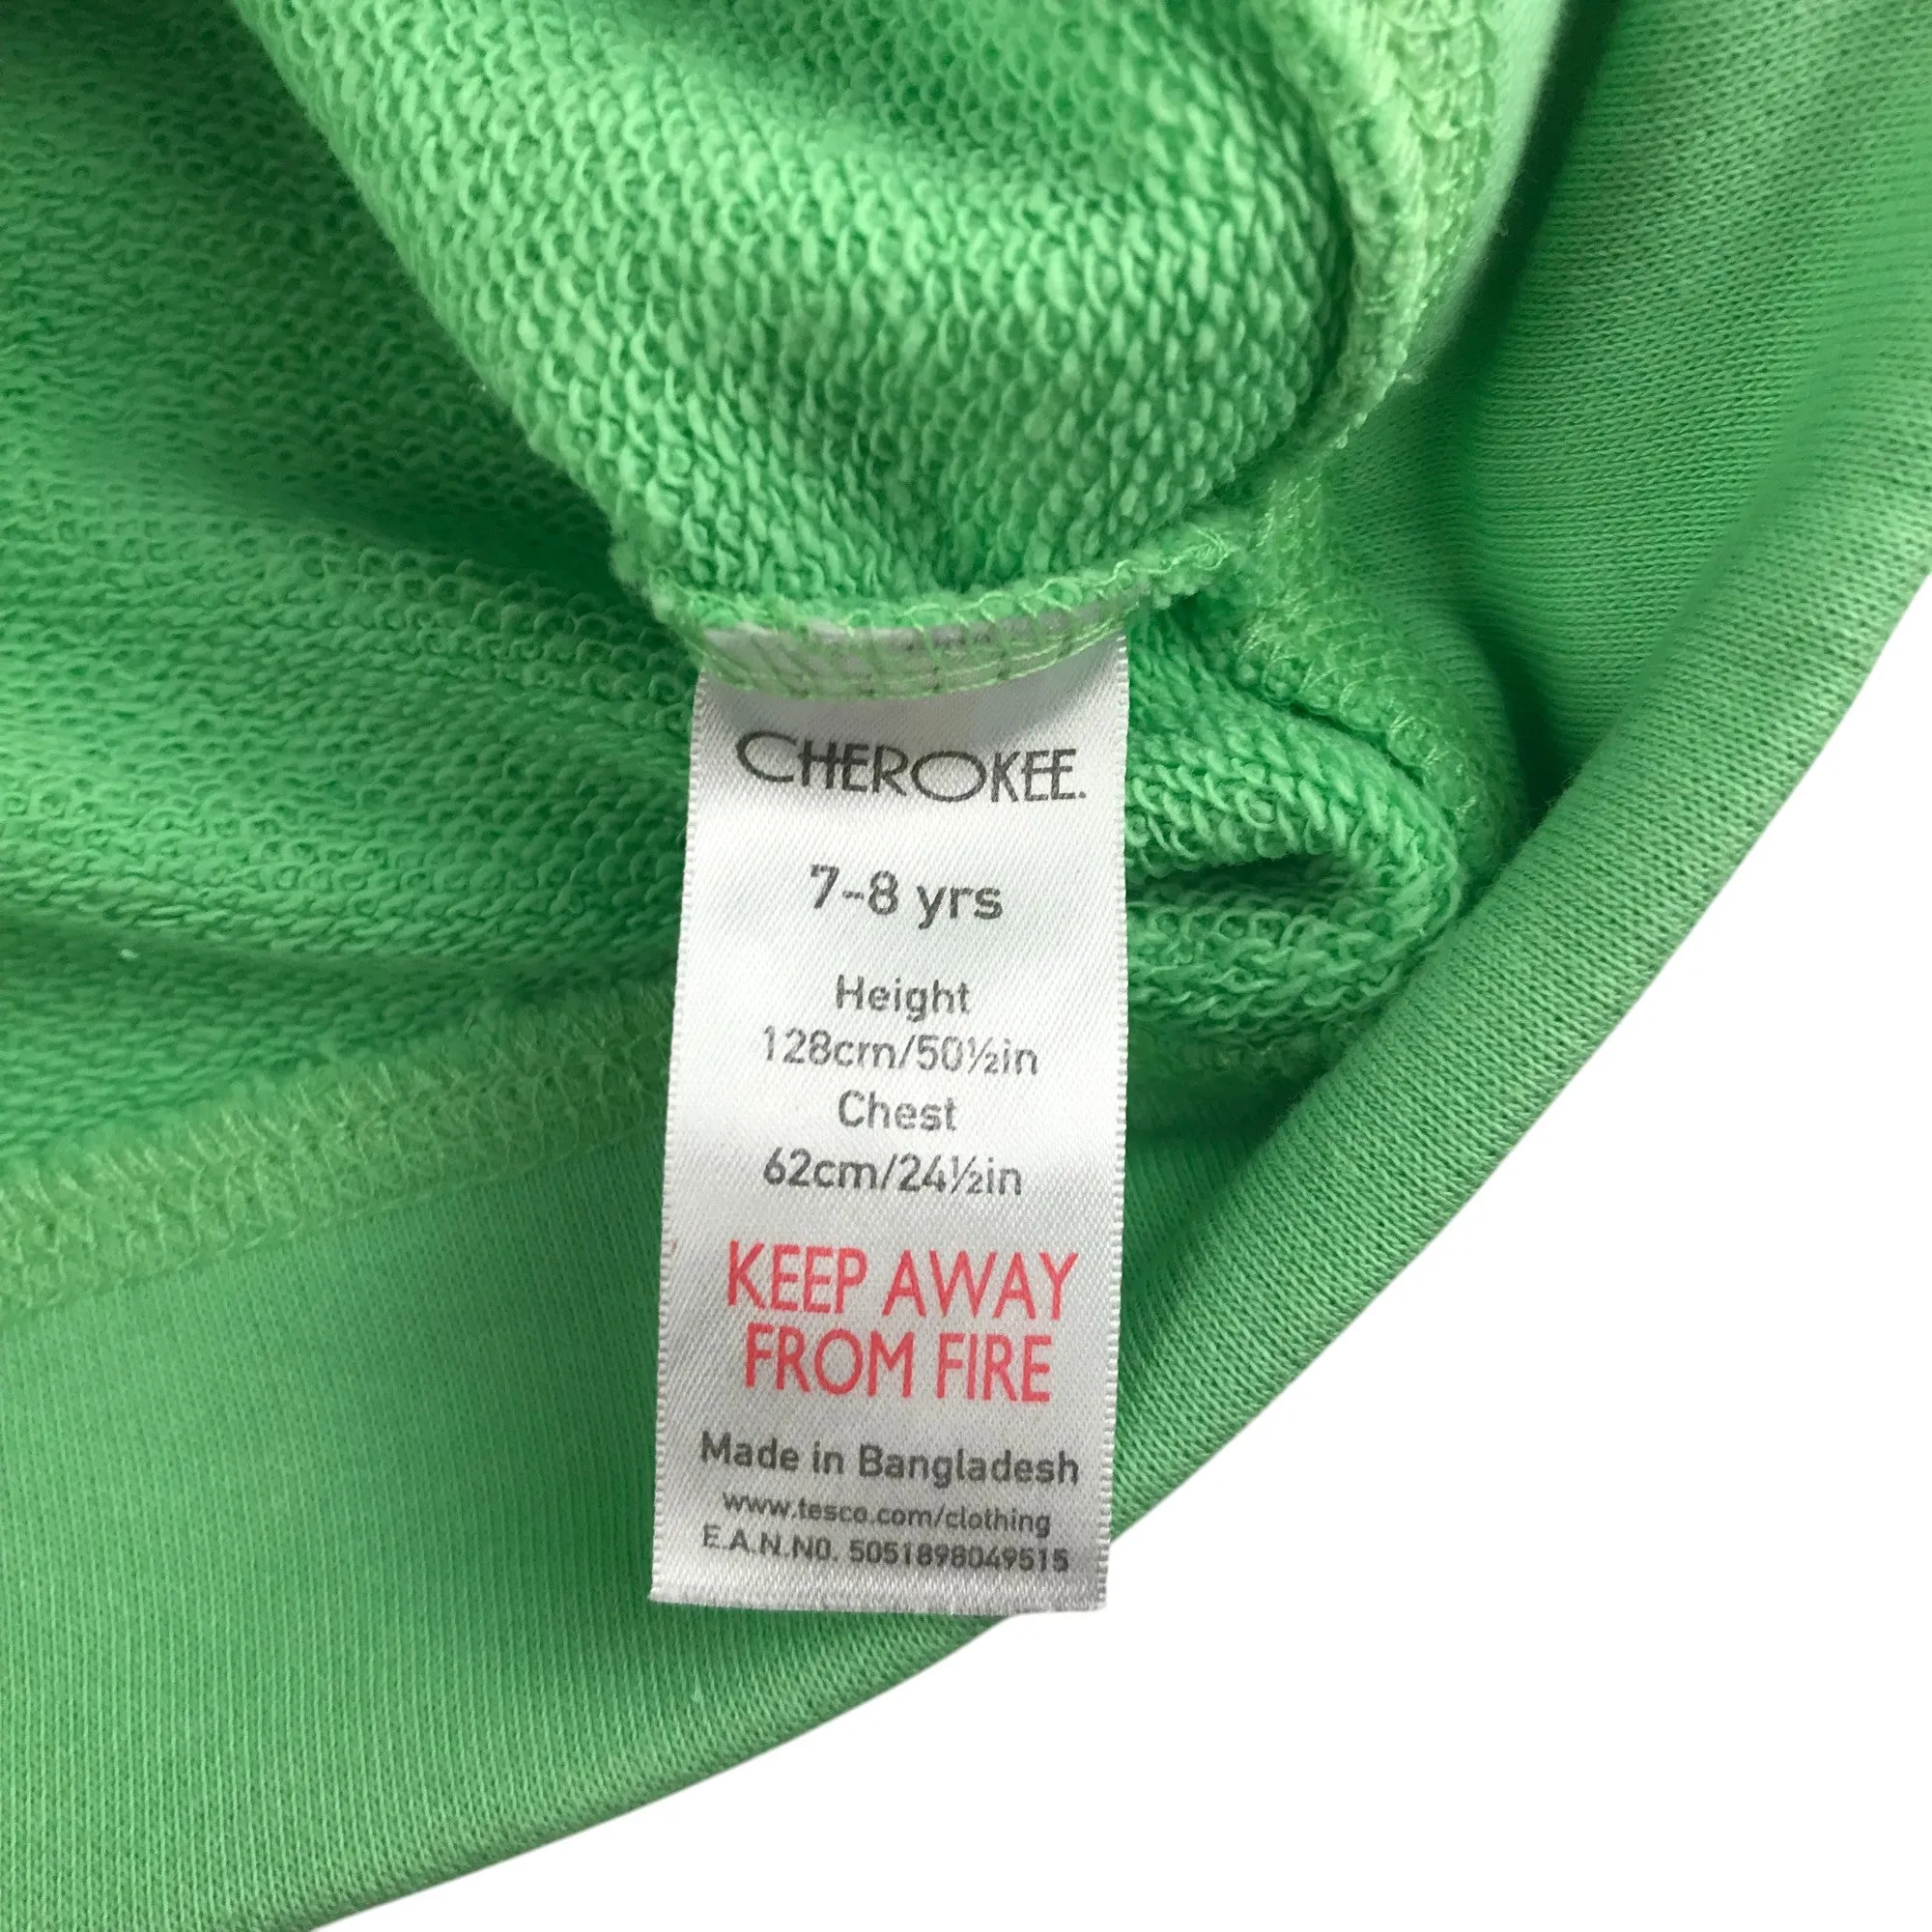 CHEROKEE.
7-8 yrs
Height
128cm/50½in
Chest
62cm/24½in
KEEP AWAY
FROM FIRE
Made in Bangladesh
www.tesco.com/clothing
E.A.N.NO. 5051898049515